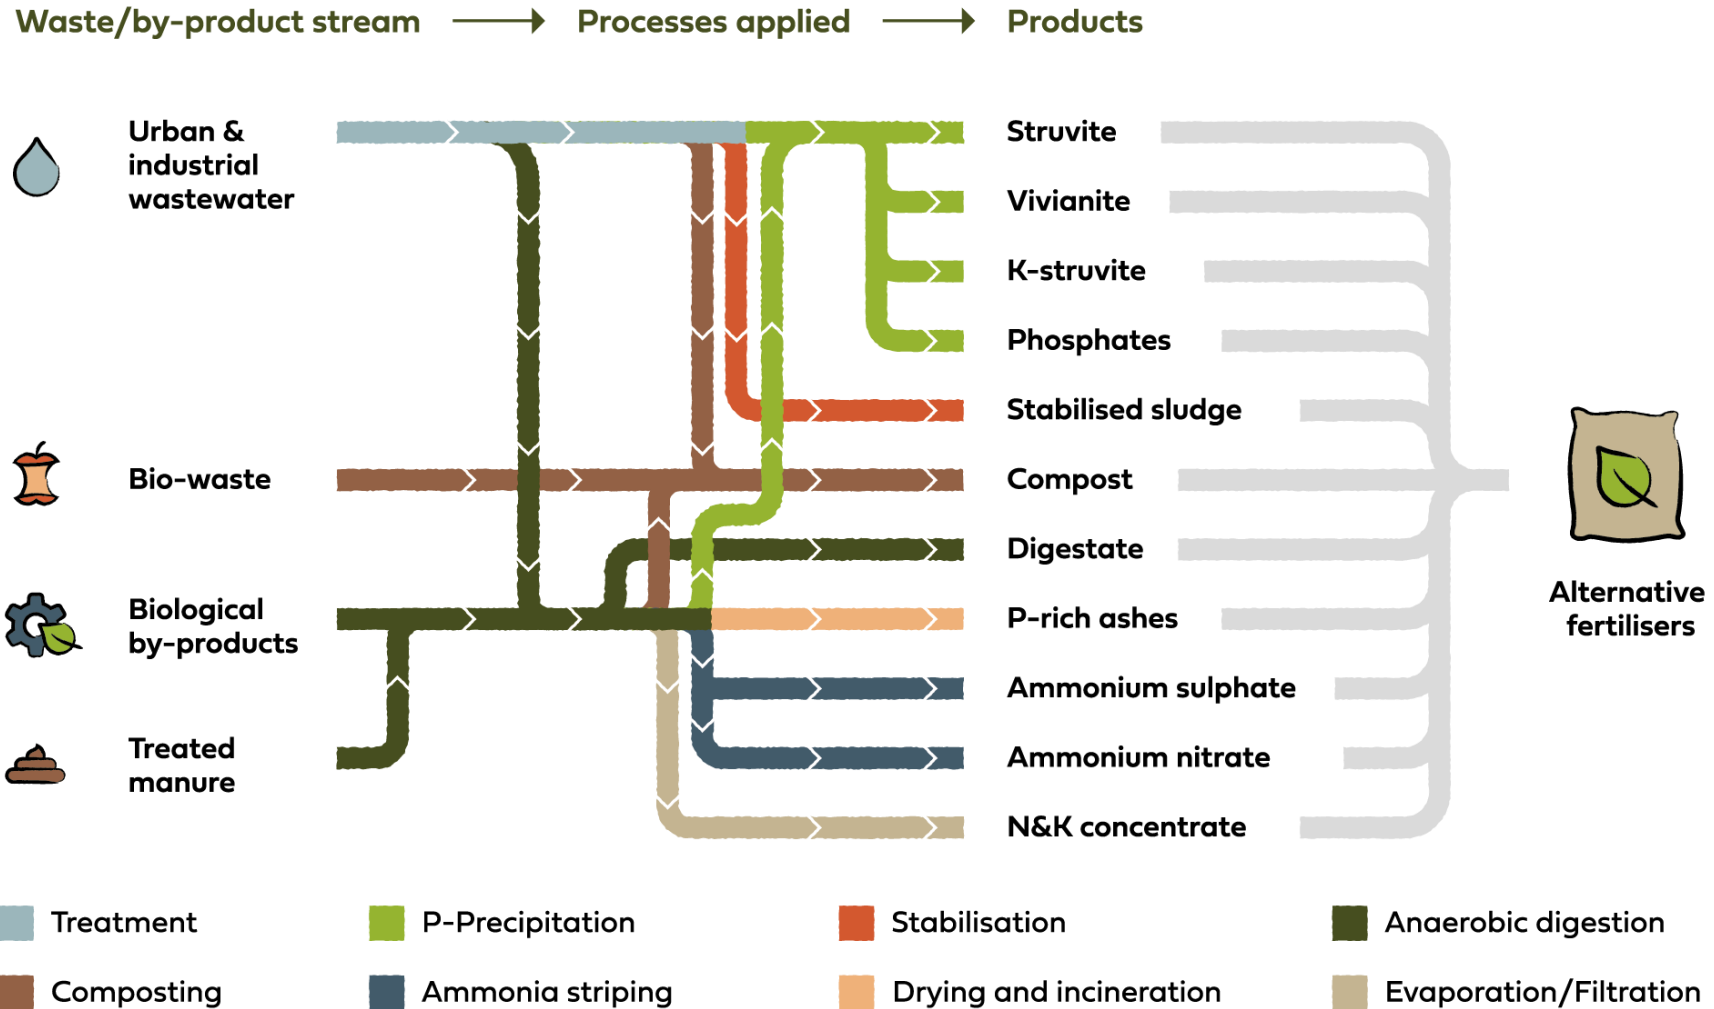 Waste/by-product stream
Processes applied
Products
Urban &
industrial
wastewater
Bio-waste
Biological
by-products
Treated
manure
Struvite
Vivianite
K-struvite
Phosphates
Stabilised sludge
Compost
Digestate
P-rich ashes
Ammonium sulphate
Ammonium nitrate
N&K concentrate
Alternative
fertilisers
Treatment
P-Precipitation
Stabilisation
Anaerobic digestion
Composting
Ammonia striping
Drying and incineration
Evaporation/Filtration